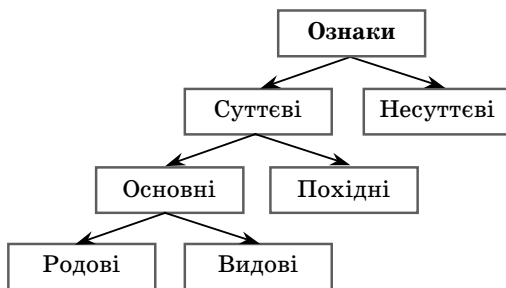 Ознаки
Суттєві
Несуттєві
Основні
Похідні
Родові
Видові